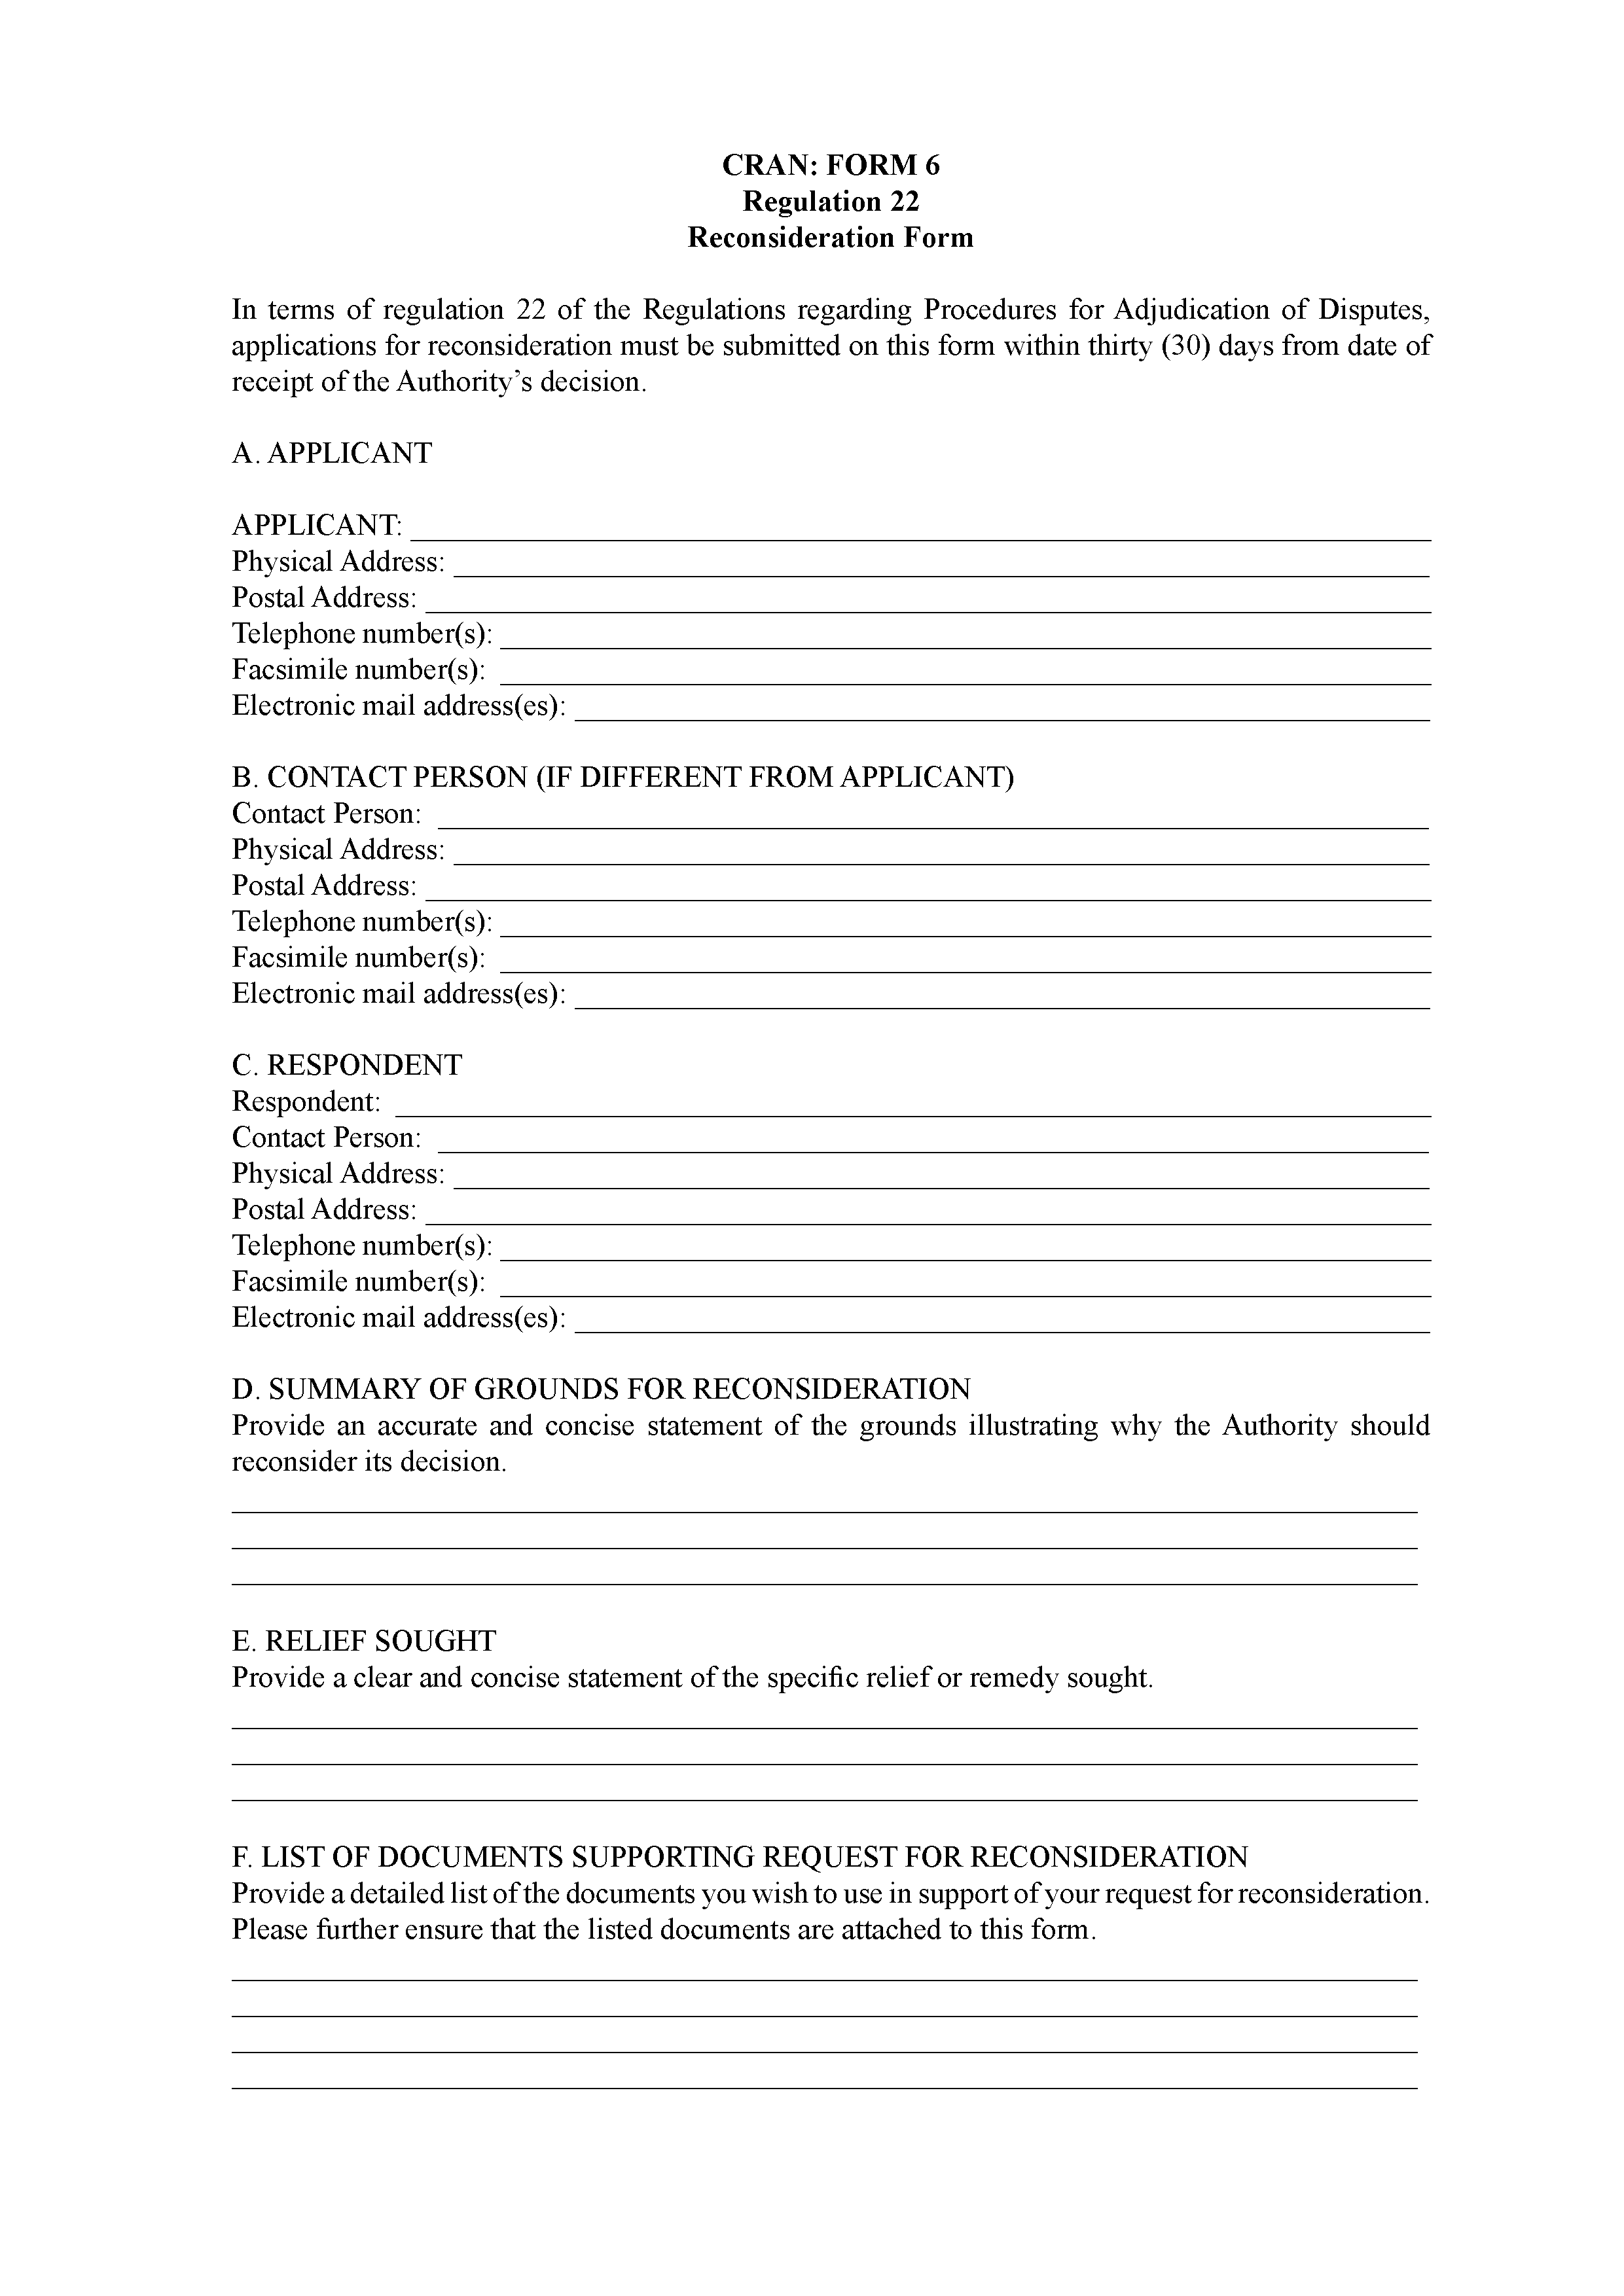 CRAN: FORM 6
Regulation 22
Reconsideration Form
In terms of regulation 22 of the Regulations regarding Procedures for Adjudication of Disputes,
applications for reconsideration must be submitted on this form within thirty (30) days from date of
receipt of the Authority’s decision.
A. APPLICANT
APPLICANT:
Physical Address:
Postal Address:
Telephone number(s):
Facsimile number(s):
Electronic mail address(es):
B. CONTACT PERSON (IF DIFFERENT FROM APPLICANT)
Contact Person:
Physical Address:
Postal Address:
Telephone number(s):
Facsimile number(s):
Electronic mail address(es):
C. RESPONDENT
Respondent:
Contact Person:
Physical Address:
Postal Address:
Telephone number(s):
Facsimile number(s):
Electronic mail address(es):
D. SUMMARY OF GROUNDS FOR RECONSIDERATION
Provide an accurate and concise statement of the grounds illustrating why the Authority should
reconsider its decision.
E. RELIEF SOUGHT
Provide a clear and concise statement of the specific relief or remedy sought.
F. LIST OF DOCUMENTS SUPPORTING REQUEST FOR RECONSIDERATION
Provide a detailed list of the documents you wish to use in support of your request for reconsideration.
Please further ensure that the listed documents are attached to this form.